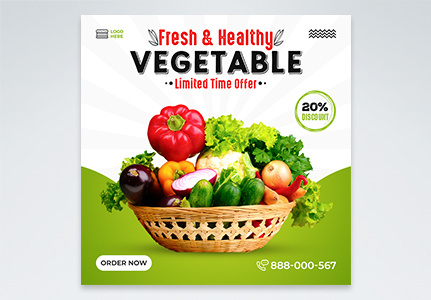 LOGO
HERE
Fresh & Healthy
VEGETABLE
Limited Time Offer
20%
DISCOUNT
ORDER NOW
888-000-567